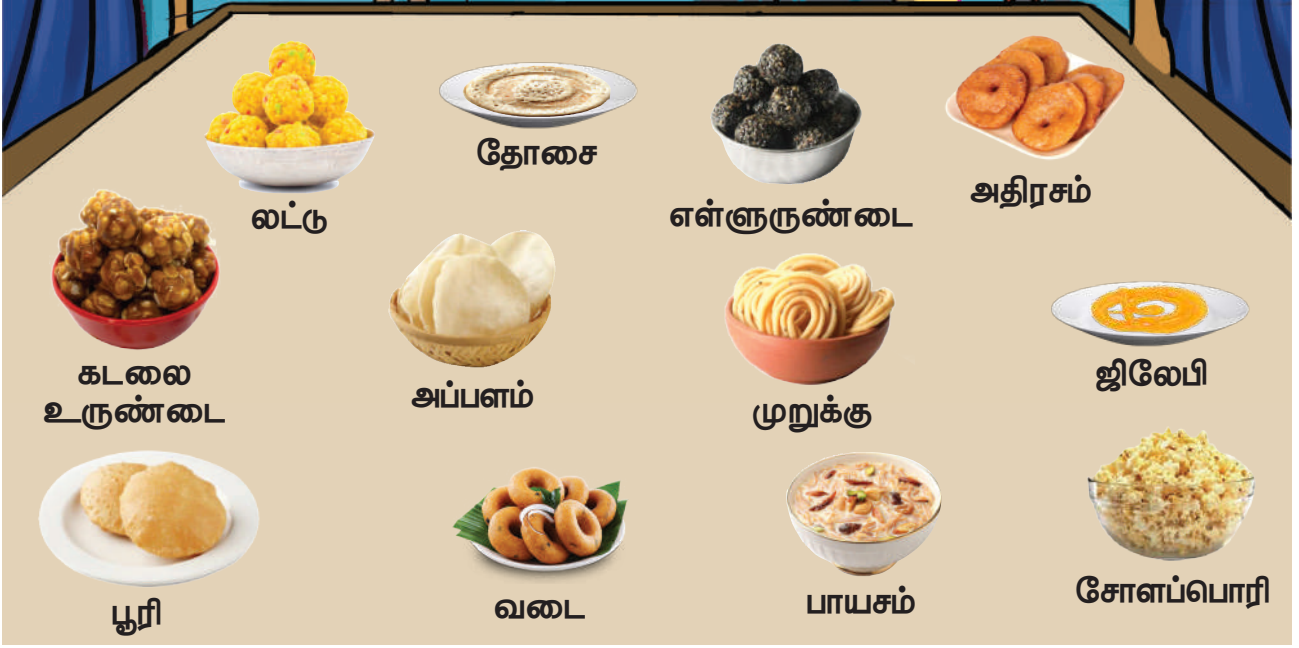 தோசை
அதிரசம்
லட்டு
எள்ளுருண்டை
கடலை
உருண்டை
அப்பளம்
முறுக்கு
ஜிலேபி
பூரி
வடை
பாயசம்
சோளப்பொரி